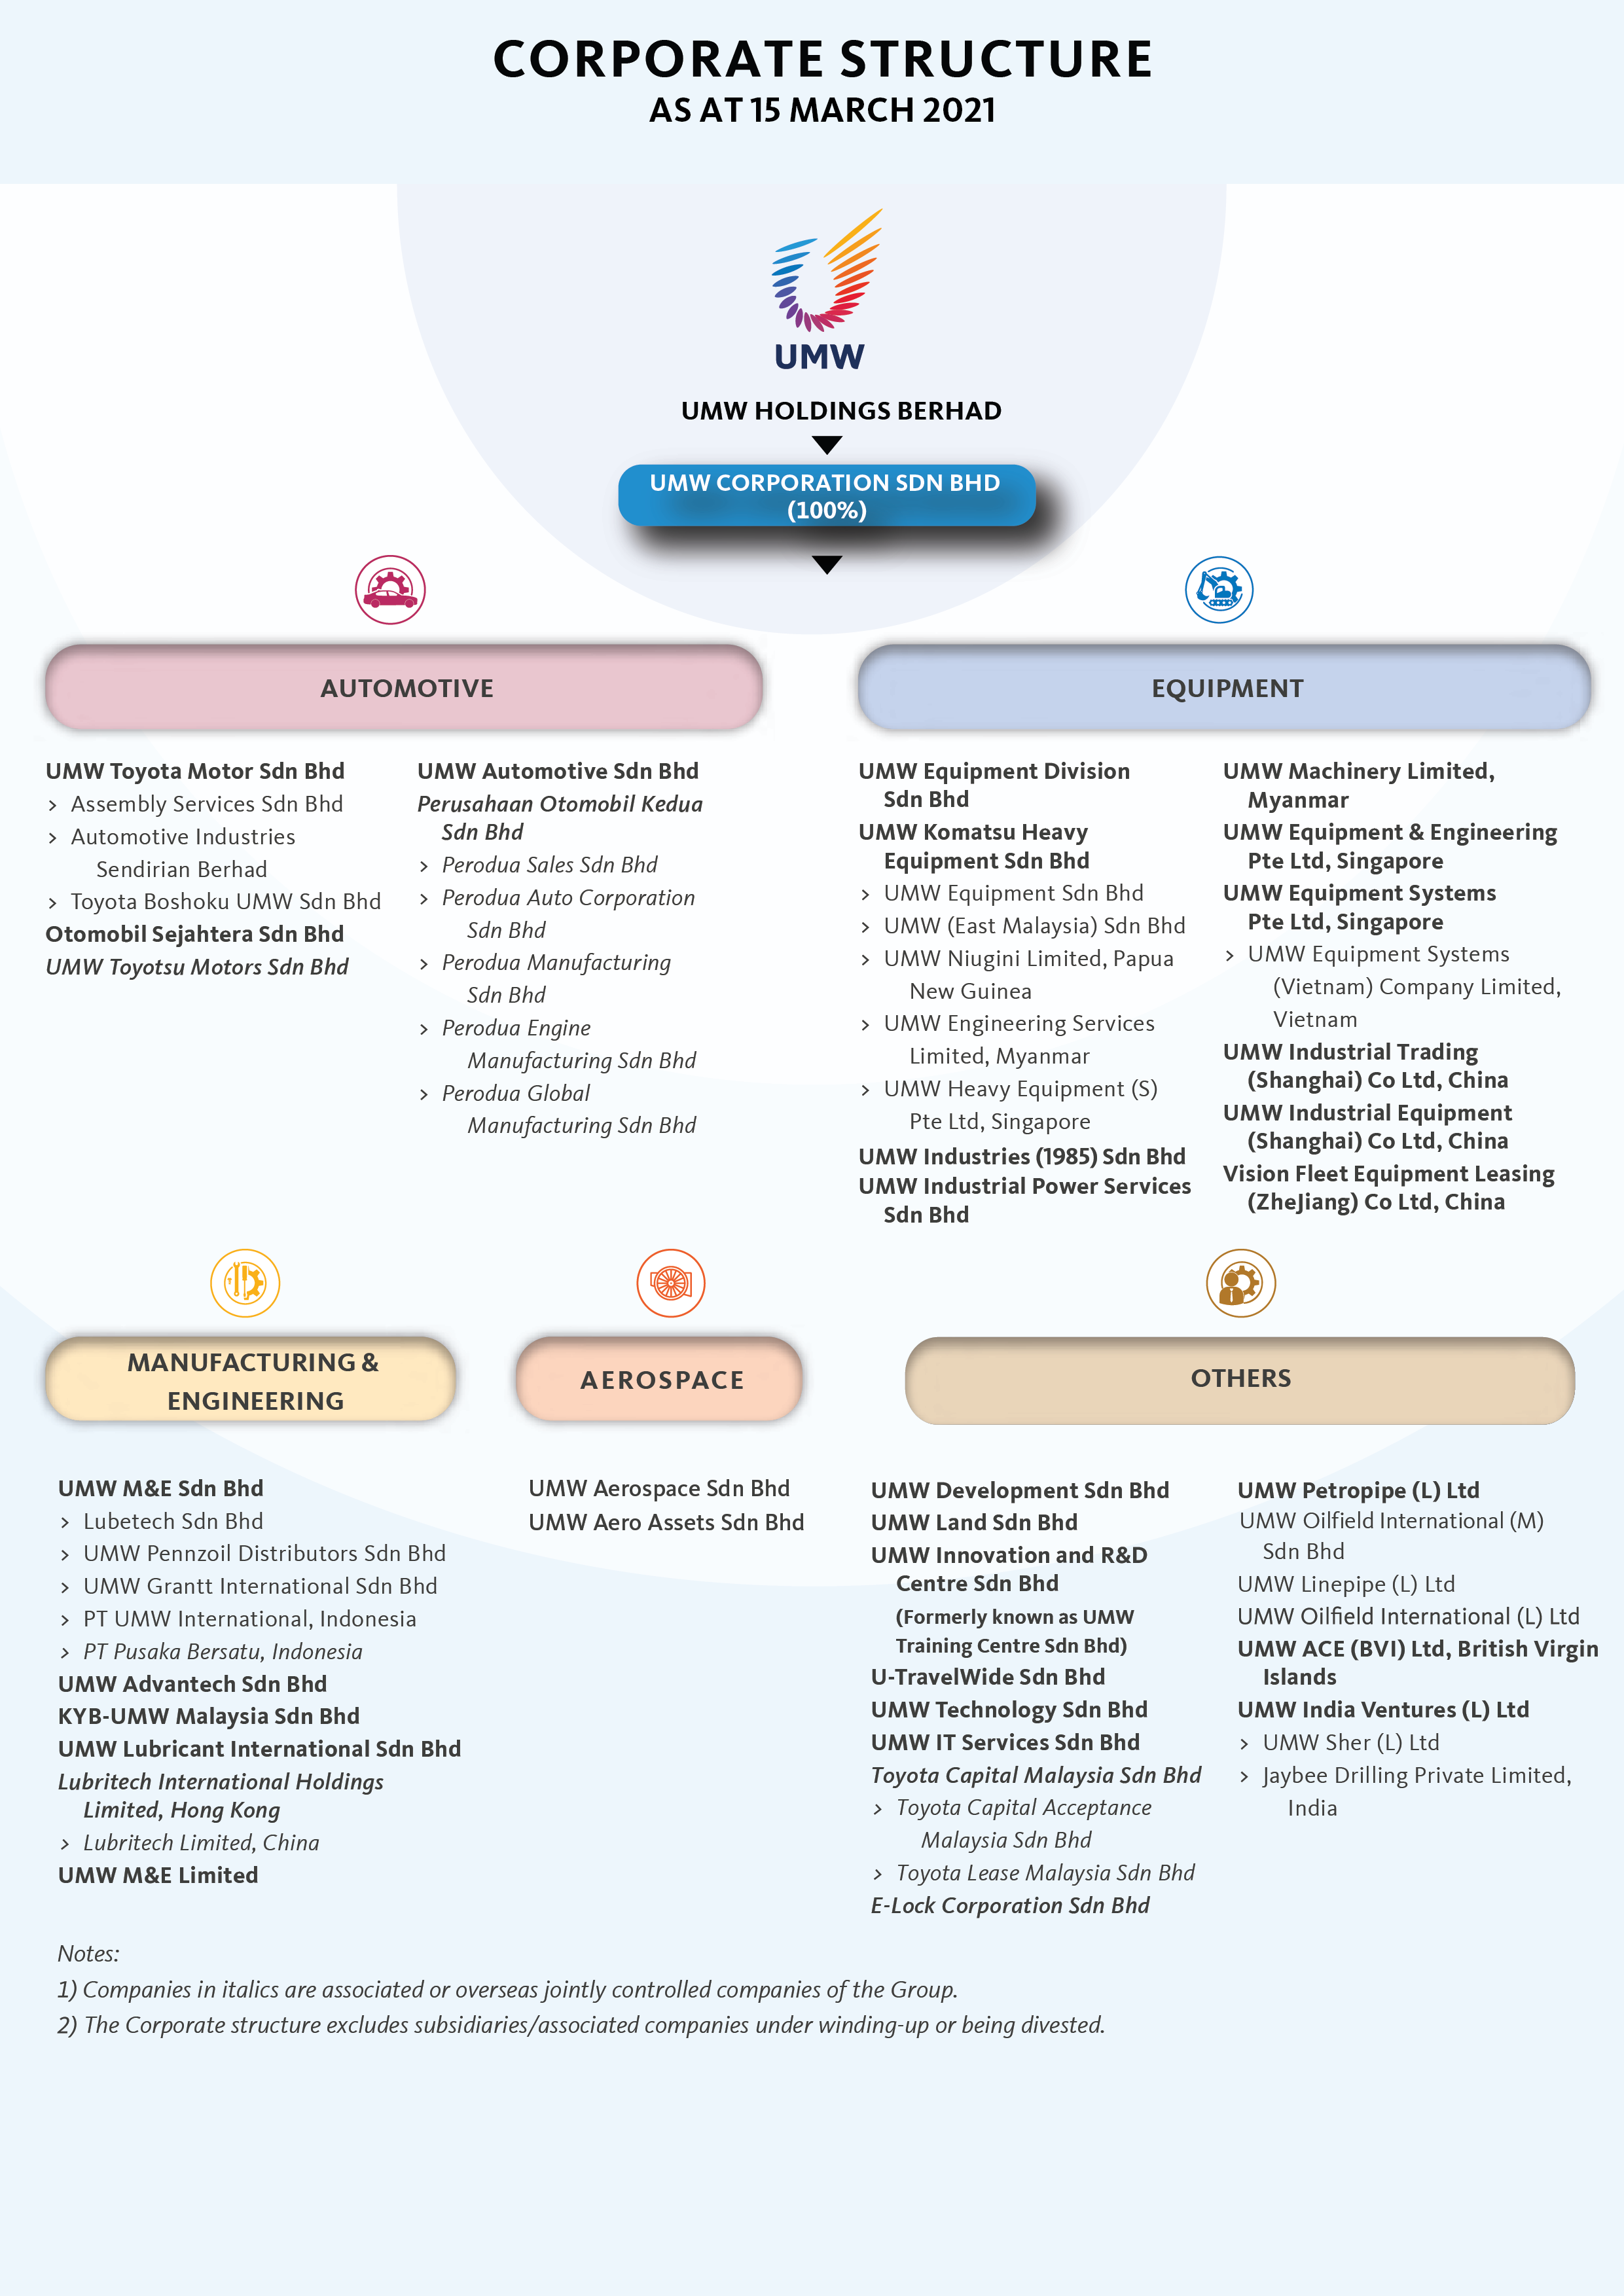 CORPORATE STRUCTURE
AS AT 15 MARCH 2021
UMW
UMW HOLDINGS BERHAD
UMW CORPORATION SDN BHD
(100%)
AUTOMOTIVE
UMW Toyota Motor Sdn Bhd
> Assembly Services Sdn Bhd
> Automotive Industries
Sendirian Berhad
> Toyota Boshoku UMW Sdn Bhd
Otomobil Sejahtera Sdn Bhd
UMW Toyotsu Motors Sdn Bhd
UMW Automotive Sdn Bhd
Perusahaan Otomobil Kedua
Sdn Bhd
> Perodua Sales Sdn Bhd
> Perodua Auto Corporation
Sdn Bhd
> Perodua Manufacturing
Sdn Bhd
> Perodua Engine
Manufacturing Sdn Bhd
> Perodua Global
Manufacturing Sdn Bhd
EQUIPMENT
UMW Equipment Division
Sdn Bhd
UMW Komatsu Heavy
Equipment Sdn Bhd
> UMW Equipment Sdn Bhd
> UMW (East Malaysia) Sdn Bhd
> UMW Niugini Limited, Papua
New Guinea
> UMW Engineering Services
Limited, Myanmar
> UMW Heavy Equipment (S)
Pte Ltd, Singapore
UMW Industries (1985) Sdn Bhd
UMW Industrial Power Services
Sdn Bhd
UMW Machinery Limited,
Myanmar
UMW Equipment & Engineering
Pte Ltd, Singapore
UMW Equipment Systems
Pte Ltd, Singapore
> UMW Equipment Systems
(Vietnam) Company Limited,
Vietnam
UMW Industrial Trading
(Shanghai) Co Ltd, China
UMW Industrial Equipment
(Shanghai) Co Ltd, China
Vision Fleet Equipment Leasing
(ZheJiang) Co Ltd, China
MANUFACTURING &
ENGINEERING
UMW M&E Sdn Bhd
> Lubetech Sdn Bhd
> UMW Pennzoil Distributors Sdn Bhd
> UMW Grantt International Sdn Bhd
> PT UMW International, Indonesia
> PT Pusaka Bersatu, Indonesia
UMW Advantech Sdn Bhd
KYB-UMW Malaysia Sdn Bhd
UMW Lubricant International Sdn Bhd
Lubritech International Holdings
Limited, Hong Kong
> Lubritech Limited, China
UMW M&E Limited
AEROSPACE
UMW Aerospace Sdn Bhd
UMW Aero Assets Sdn Bhd
OTHERS
UMW Development Sdn Bhd
UMW Land Sdn Bhd
UMW Innovation and R&D
Centre Sdn Bhd
(Formerly known as UMW
Training Centre Sdn Bhd)
U-TravelWide Sdn Bhd
UMW Technology Sdn Bhd
UMW IT Services Sdn Bhd
Toyota Capital Malaysia Sdn Bhd
> Toyota Capital Acceptance
Malaysia Sdn Bhd
> Toyota Lease Malaysia Sdn Bhd
E-Lock Corporation Sdn Bhd
UMW Petropipe (L) Ltd
UMW Oilfield International (M)
Sdn Bhd
UMW Linepipe (L) Ltd
UMW Oilfield International (L) Ltd
UMW ACE (BVI) Ltd, British Virgin
Islands
UMW India Ventures (L) Ltd
> UMW Sher (L) Ltd
> Jaybee Drilling Private Limited,
India
Notes:
1) Companies in italics are associated or overseas jointly controlled companies of the Group.
2) The Corporate structure excludes subsidiaries/associated companies under winding-up or being divested.